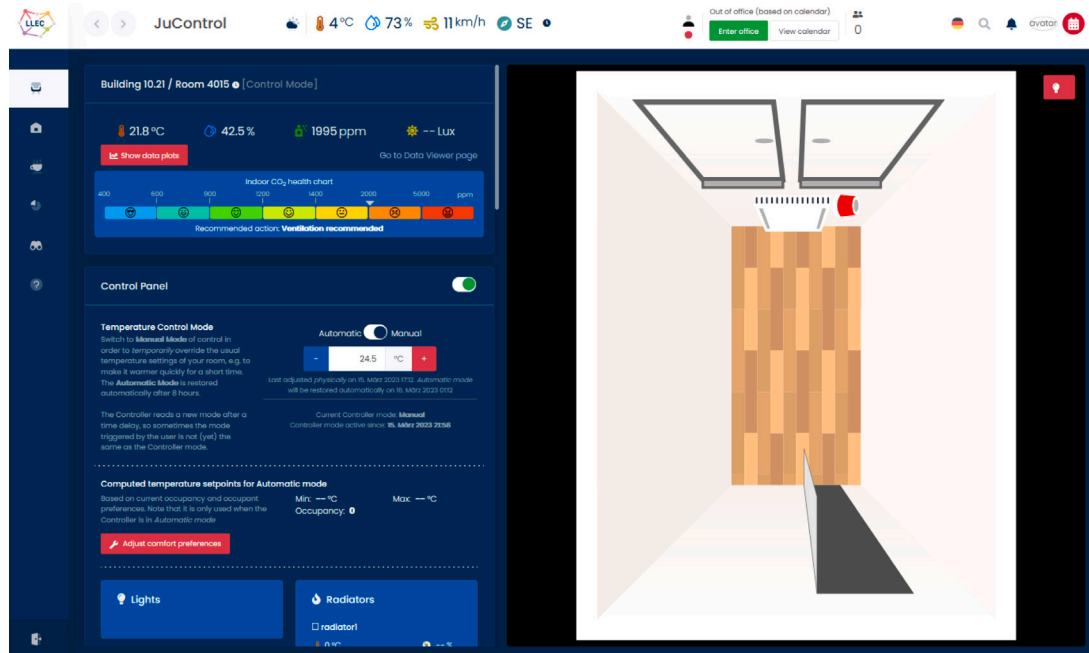 LLEC
JuControl
4 °C
73 %
11 km/h
SE
Out of office (based on calendar)
Enter office
View calendar
0
avatar
Building 10.21 / Room 4015 [Control Mode]
21.8 °C
42.5 %
1995 ppm
-- Lux
Show data plots
Go to Data Viewer page
Indoor CO₂ health chart
400 600 900 1200 1400 2000 5000 ppm
Recommended action: Ventilation recommended
Control Panel
Temperature Control Mode
Switch to Manual Mode of control in
order to temporarily override the usual
temperature settings of your room, e.g. to
make it warmer quickly for a short time.
The Automatic Mode is restored
automatically after 8 hours.
The Controller reads a new mode after a
time delay, so sometimes the mode
triggered by the user is not (yet) the
same as the Controller mode.
Automatic Manual
- 24.5 °C +
Last adjusted physically on 15. März 2023 17:12. Automatic mode
will be restored automatically on 16. März 2023 01:12
Current Controller mode: Manual
Controller mode active since: 15. März 2023 21:58
Computed temperature setpoints for Automatic mode
Based on current occupancy and occupant
preferences. Note that it is only used when the
Controller is in Automatic mode
Min: -- °C Max: -- °C
Occupancy: 0
Adjust comfort preferences
Lights
Radiators
radiator1
0 °C -- %